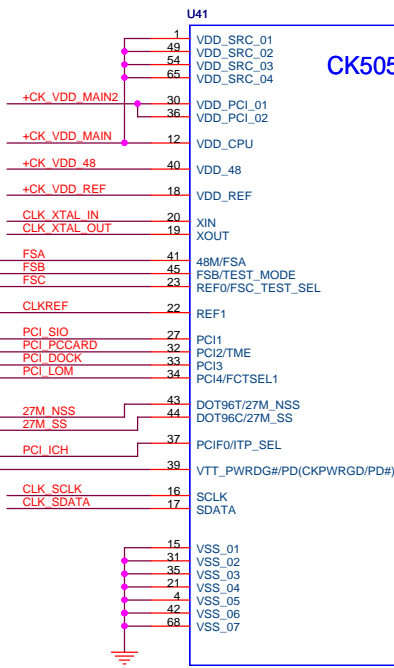 U41
CK505
1 VDD_SRC_01
49 VDD_SRC_02
54 VDD_SRC_03
65 VDD_SRC_04
+CK_VDD_MAIN2 30 VDD_PCI_01
36 VDD_PCI_02
+CK_VDD_MAIN 12 VDD_CPU
+CK_VDD_48 40 VDD_48
+CK_VDD_REF 18 VDD_REF
CLK_XTAL_IN 20 XIN
CLK_XTAL_OUT 19 XOUT
FSA 41 48M/FSA
FSB 45 FSB/TEST_MODE
FSC 23 REF0/FSC_TEST_SEL
CLKREF 22 REF1
PCI_SIO 27 PCI1
PCI_PCCARD 32 PCI2/TME
PCI_DOCK 33 PCI3
PCI_LOM 34 PCI4/FCTSEL1
27M_NSS 43 DOT96T/27M_NSS
27M_SS 44 DOT96C/27M_SS
PCI_ICH 37 PCIF0/ITP_SEL
39 VTT_PWRDG#/PD(CKPWRGD/PD#)
CLK_SCLK 16 SCLK
CLK_SDATA 17 SDATA
15 VSS_01
31 VSS_02
35 VSS_03
21 VSS_04
4 VSS_05
42 VSS_06
68 VSS_07